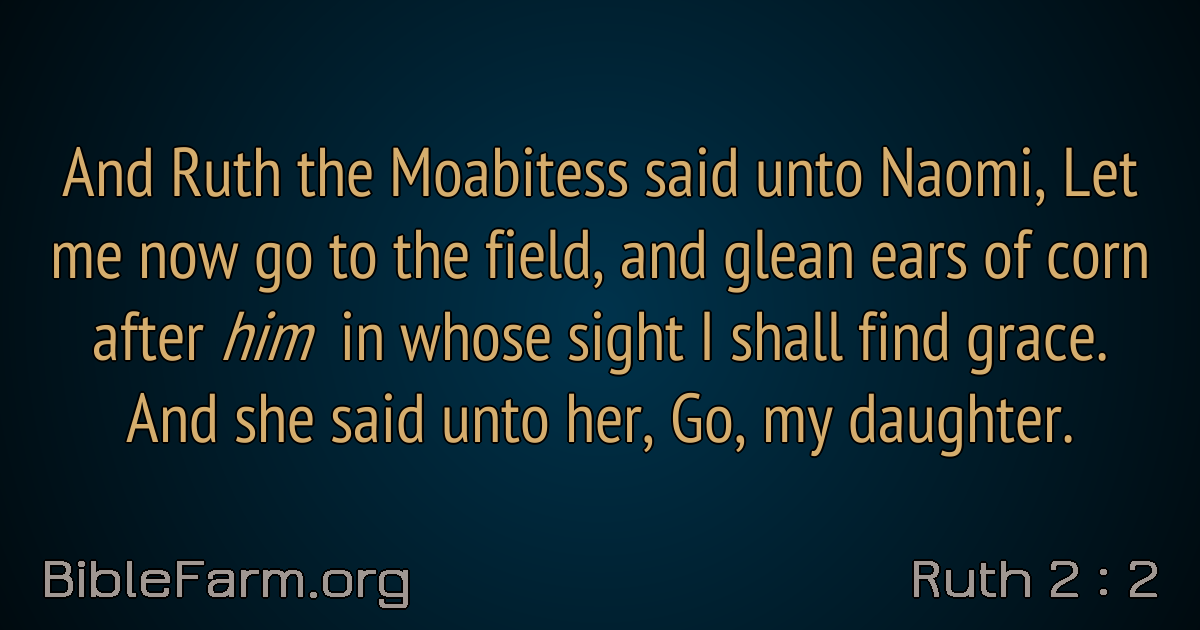 And Ruth the Moabitess said unto Naomi, Let
me now go to the field, and glean ears of corn
after him in whose sight I shall find grace.
And she said unto her, Go, my daughter.
BibleFarm.org
Ruth 2 : 2